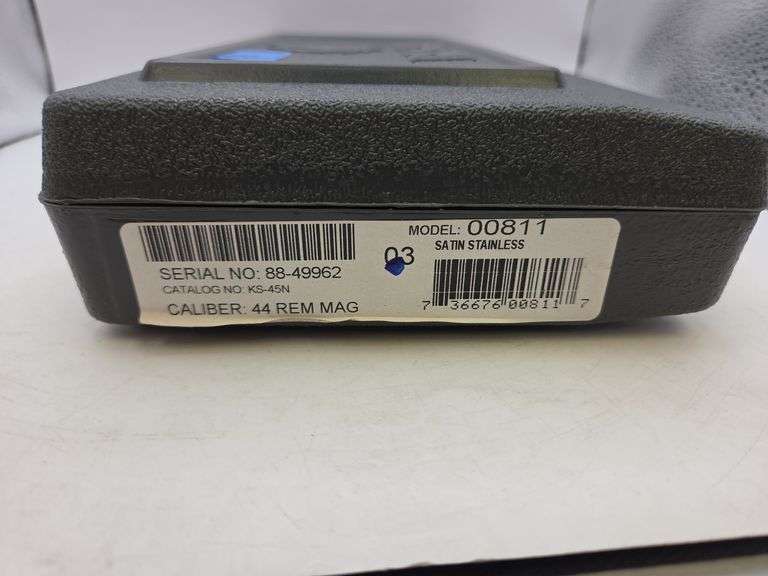 SERIAL NO: 88-49962
CATALOG NO: KS-45N
CALIBER: 44 REM MAG
MODEL: 00811
SATIN STAINLESS
03
7 36676 00811 7